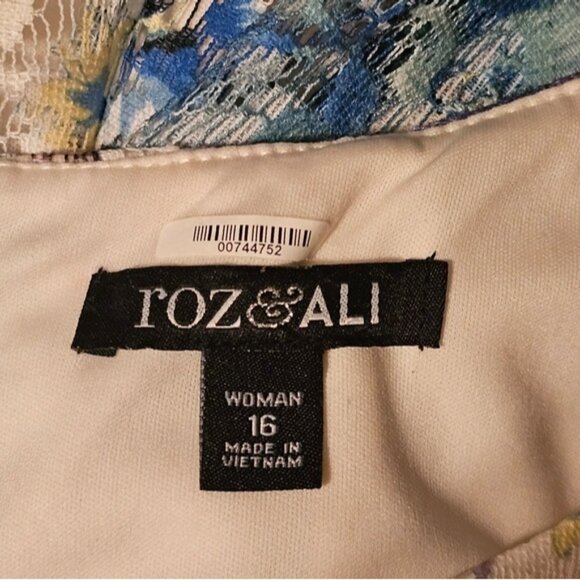 00744752
roz&ALI
WOMAN
16
MADE IN
VIETNAM